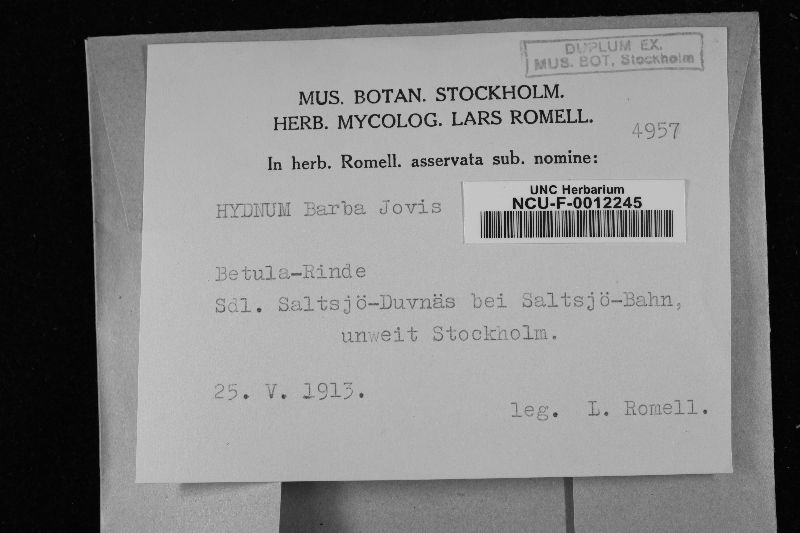 DUPLUM EX.
MUS. BOT. Stockholm
MUS. BOTAN. STOCKHOLM.
HERB. MYCOLOG. LARS ROMELL.
4957
In herb. Romell. asservata sub. nomine:
UNC Herbarium
NCU-F-0012245
HYDNUM Barba Jovis
Betula-Rinde
Sdl. Saltsjö-Duvnäs bei Saltsjö-Bahn,
unweit Stockholm.
25. V. 1913.
leg. L. Romell.